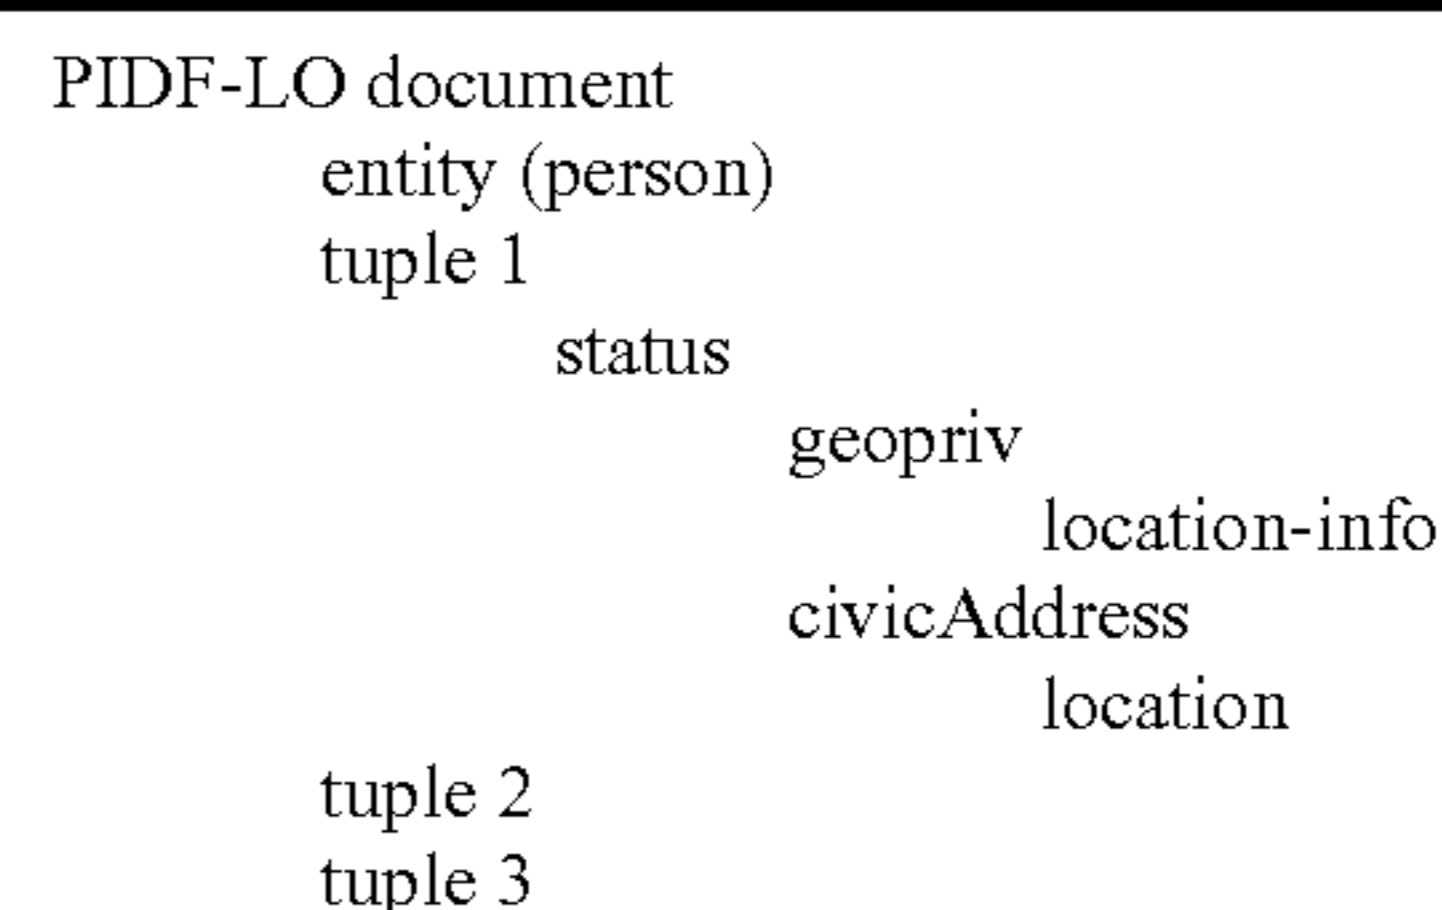 PIDF-LO document
entity (person)
tuple 1
status
geopriv
location-info
civicAddress
location
tuple 2
tuple 3